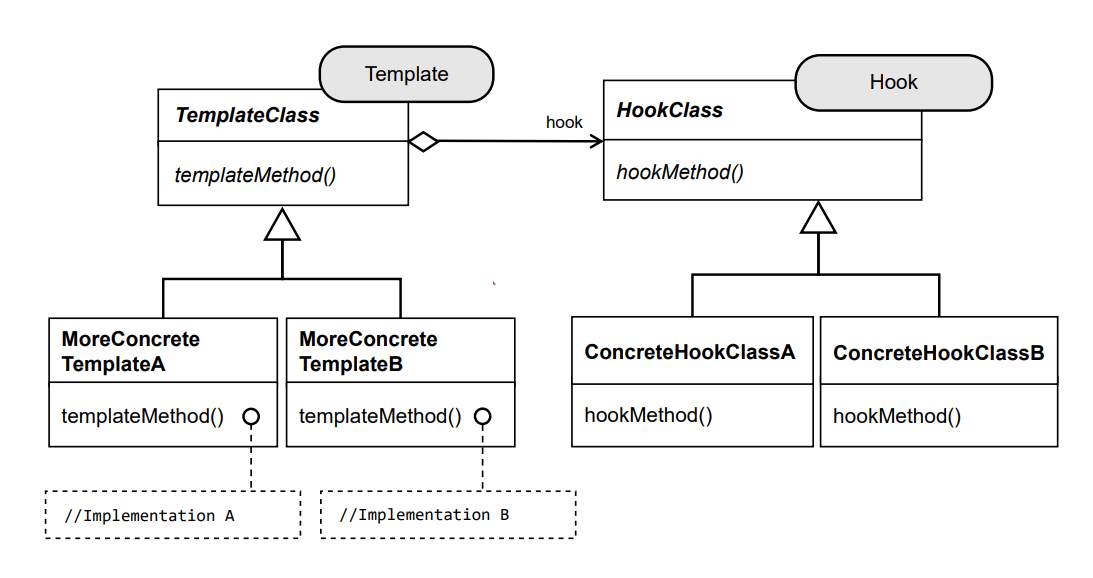 Template
Hook
TemplateClass
HookClass
hook
templateMethod()
hookMethod()
MoreConcrete
TemplateA
MoreConcrete
TemplateB
ConcreteHookClassA
ConcreteHookClassB
templateMethod()
templateMethod()
hookMethod()
hookMethod()
//Implementation A
//Implementation B